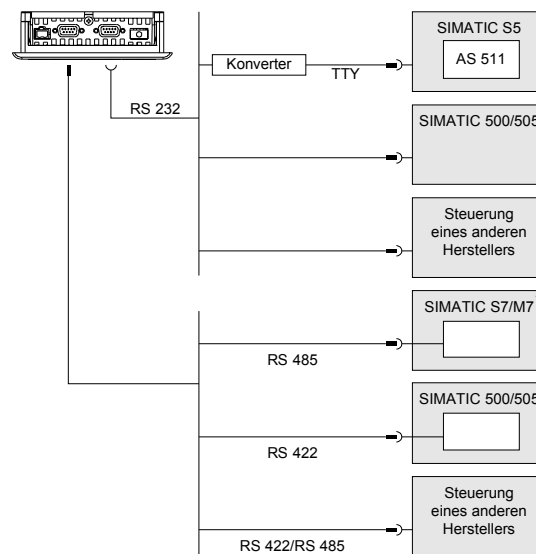 SIMATIC S5
Konverter
AS 511
TTY
RS 232
SIMATIC 500/505
Steuerung
eines anderen
Herstellers
SIMATIC S7/M7
RS 485
SIMATIC 500/505
RS 422
Steuerung
eines anderen
Herstellers
RS 422/RS 485